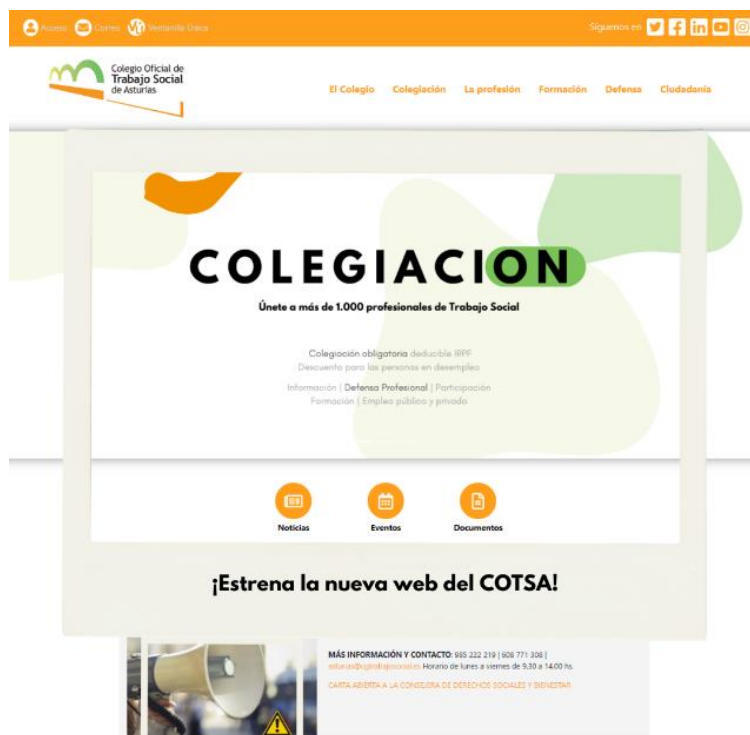 Acceso Correo Ventanilla Única Síguenos en
Colegio Oficial de
Trabajo Social
de Asturias
El Colegio Colegiación La profesión Formación Defensa Ciudadanía
COLEGIACION
Únete a más de 1.000 profesionales de Trabajo Social
Colegiación obligatoria deducible IRPF
Descuento para las personas en desempleo
Información | Defensa Profesional | Participación
Formación | Empleo público y privado
Noticias Eventos Documentos
¡Estrena la nueva web del COTSA!
MÁS INFORMACIÓN Y CONTACTO: 985 222 219 | 608 771 308 |
asturias@cgtrabajosocial.es Horario de lunes a viernes de 9.30 a 14.00 hs.
CARTA ABIERTA A LA CONSEJERA DE DERECHOS SOCIALES Y BIENESTAR